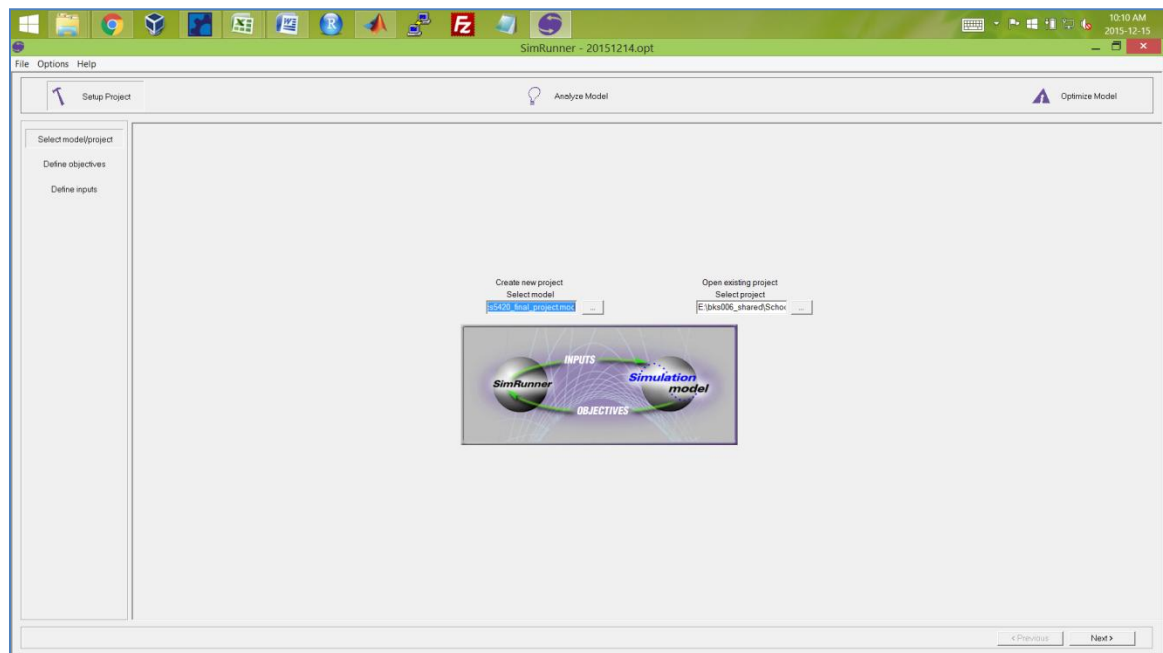 10:10 AM
2015-12-15
SimRunner - 20151214.opt
File Options Help
Setup Project
Analyze Model
Optimize Model
Select model/project
Define objectives
Define inputs
Create new project
Select model
s5420_final_project.moc ...
Open existing project
Select project
E:\bks006_shared\Schoc ...
INPUTS
SimRunner
Simulation
model
OBJECTIVES
< Previous
Next >